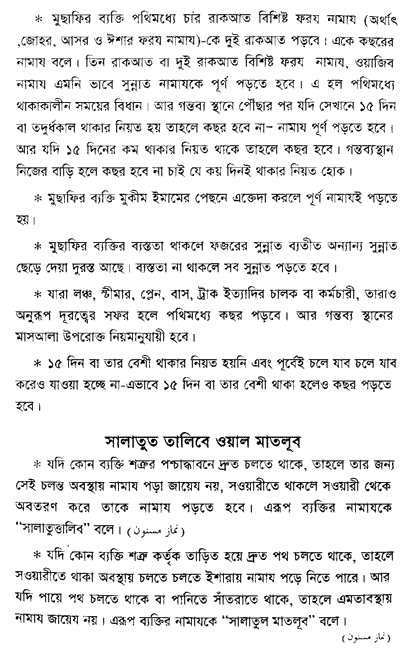 * মুছাফির ব্যক্তি পথিমধ্যে চার রাকআত বিশিষ্ট ফরয নামায (অর্থাৎ
,জোহর, আসর ও ঈশার ফরয নামায)-কে দুই রাকআত পড়বে। একে কছরের
নামায বলে। তিন রাকআত বা দুই রাকআত বিশিষ্ট ফরয নামায, ওয়াজিব
নামায এমনি ভাবে সুন্নাত নামাযকে পূর্ণ পড়তে হবে। এ হল পথিমধ্যে
থাকাকালীন সময়ের বিধান। আর গন্তব্য স্থানে পৌঁছার পর যদি সেখানে ১৫ দিন
বা তদুর্ধকাল থাকার নিয়ত হয় তাহলে কছর হবে না– নামায পূর্ণ পড়তে হবে।
আর যদি ১৫ দিনের কম থাকার নিয়ত থাকে তাহলে কছর হবে। গন্তব্যস্থান
নিজের বাড়ি হলে কছর হবে না চাই যে কয় দিনই থাকার নিয়ত হোক।
* মুছাফির ব্যক্তি মুকীম ইমামের পেছনে এক্তেদা করলে পূর্ণ নামাযই পড়তে
হয়।
* মুছাফির ব্যক্তির ব্যস্ততা থাকলে ফজরের সুন্নাত ব্যতীত অন্যান্য সুন্নাত
ছেড়ে দেয়া দুরস্ত আছে। ব্যস্ততা না থাকলে সব সুন্নাত পড়তে হবে।
* যারা লঞ্চ, স্টীমার, প্লেন, বাস, ট্রাক ইত্যাদির চালক বা কর্মচারী, তারাও
অনুরূপ দূরত্বের সফর হলে পথিমধ্যে কছর পড়বে। আর গন্তব্য স্থানের
মাসআলা উপরোক্ত নিয়মানুযায়ী হবে।
* ১৫ দিন বা তার বেশী থাকার নিয়ত হয়নি এবং পূর্বেই চলে যাব চলে যাব
করেও যাওয়া হচ্ছে না-এভাবে ১৫ দিন বা তার বেশী থাকা হলেও কছর পড়তে
হবে।
সালাতুত তালিবে ওয়াল মাতলূব
* যদি কোন ব্যক্তি শত্রুর পশ্চাদ্ধাবনে দ্রুত চলতে থাকে, তাহলে তার জন্য
সেই চলন্ত অবস্থায় নামায পড়া জায়েয নয়, সওয়ারীতে থাকলে সওয়ারী থেকে
অবতরণ করে তাকে নামায পড়তে হবে। এরূপ ব্যক্তির নামাযকে
“সালাতুত্তালিব” বলে। (نماز مسنون)
* যদি কোন ব্যক্তি শত্রু কর্তৃক তাড়িত হয়ে দ্রুত পথ চলতে থাকে, তাহলে
সওয়ারীতে থাকা অবস্থায় চলতে চলতে ইশারায় নামায পড়ে নিতে পারে। আর
যদি পায়ে পথ চলতে থাকে বা পানিতে সাঁতরাতে থাকে, তাহলে এমতাবস্থায়
নামায জায়েয নয়। এরূপ ব্যক্তির নামাযকে “সালাতুল মাতলূব” বলে।
(نماز مسنون)